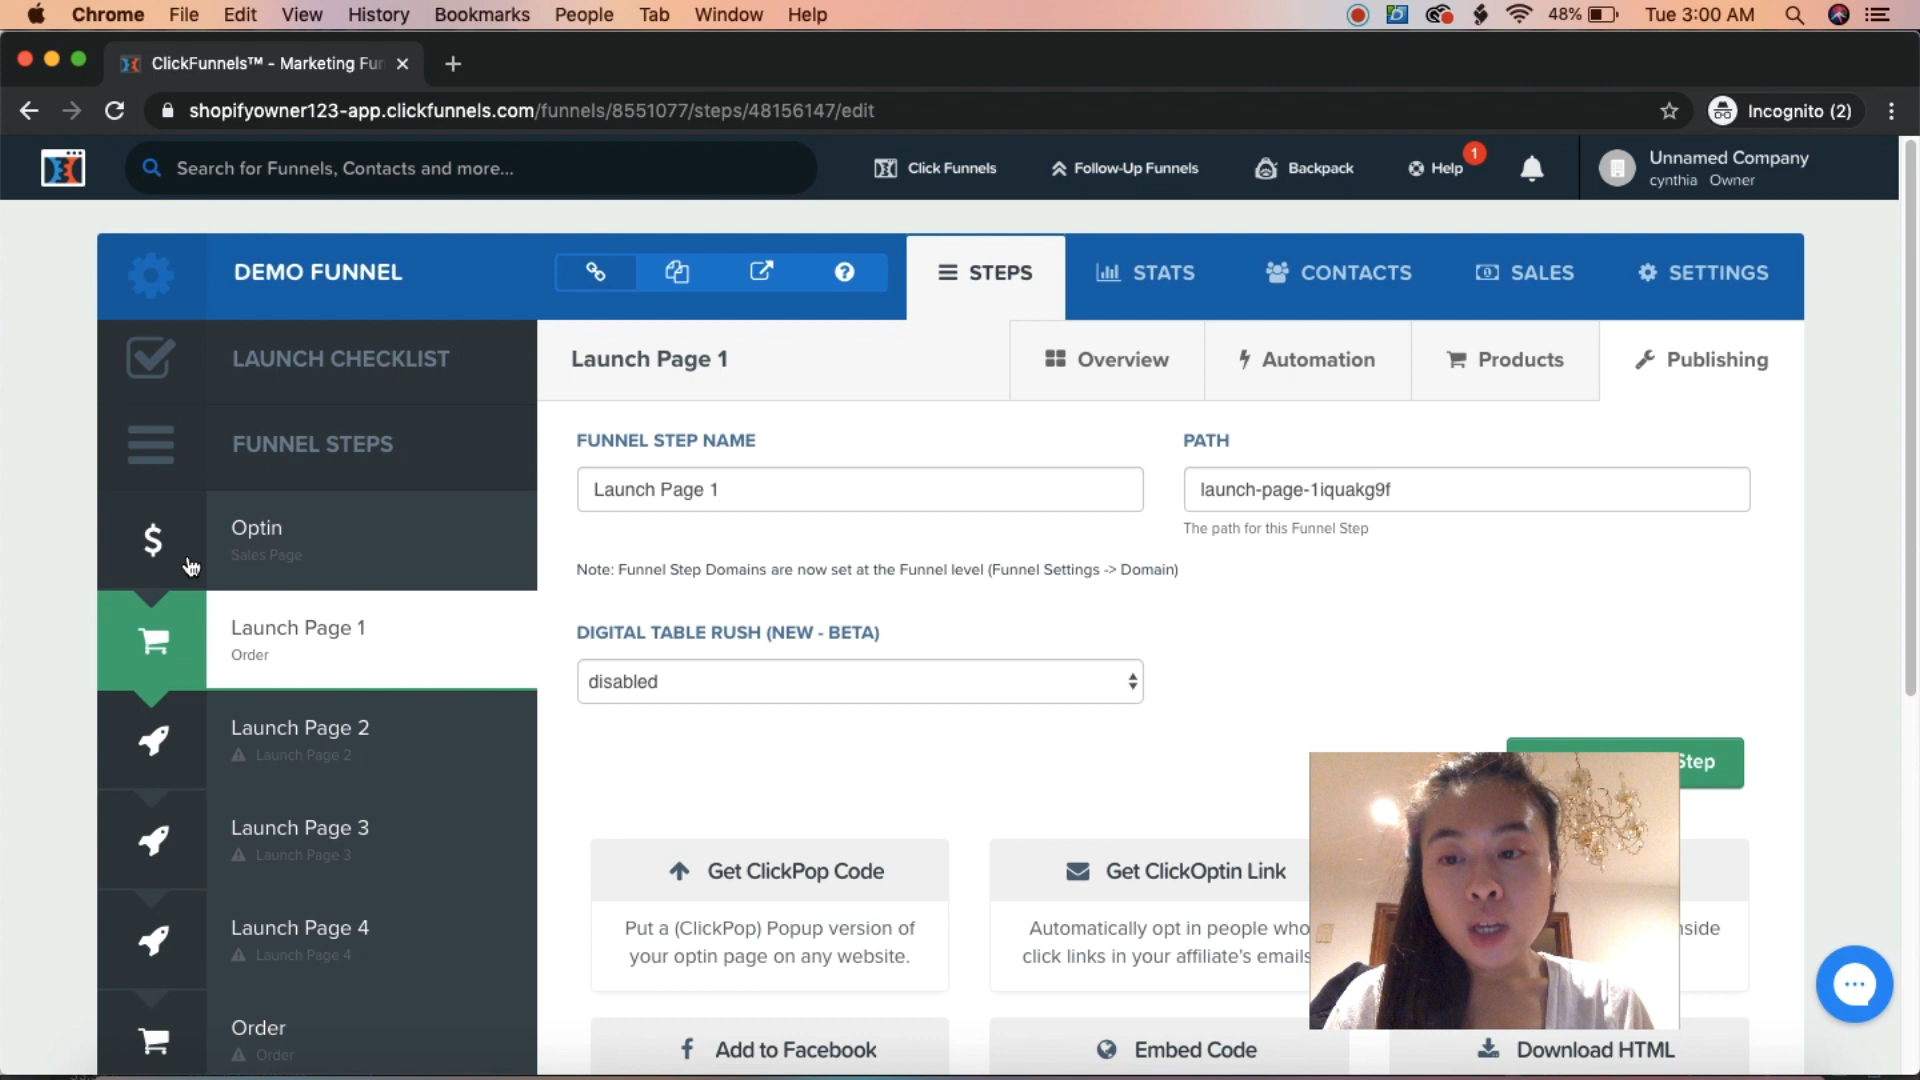 Chrome File Edit View History Bookmarks People Tab Window Help 48% Tue 3:00 AM
ClickFunnels™ - Marketing Fun
shopifyowner123-app.clickfunnels.com/funnels/8551077/steps/48156147/edit Incognito (2)
Search for Funnels, Contacts and more... Click Funnels Follow-Up Funnels Backpack Help 1 Unnamed Company
cynthia Owner
DEMO FUNNEL STEPS STATS CONTACTS SALES SETTINGS
LAUNCH CHECKLIST Launch Page 1 Overview Automation Products Publishing
FUNNEL STEPS
FUNNEL STEP NAME PATH
Launch Page 1 launch-page-1iquakg9f
The path for this Funnel Step
Optin
Sales Page
Note: Funnel Step Domains are now set at the Funnel level (Funnel Settings -> Domain)
Launch Page 1
Order
DIGITAL TABLE RUSH (NEW - BETA)
disabled
Launch Page 2
Launch Page 2
Step
Launch Page 3
Launch Page 3
Get ClickPop Code Get ClickOptin Link
Put a (ClickPop) Popup version of
your optin page on any website.
Automatically opt in people who
click links in your affiliate's emails
Launch Page 4
Launch Page 4
Order
Order
Add to Facebook Embed Code Download HTML